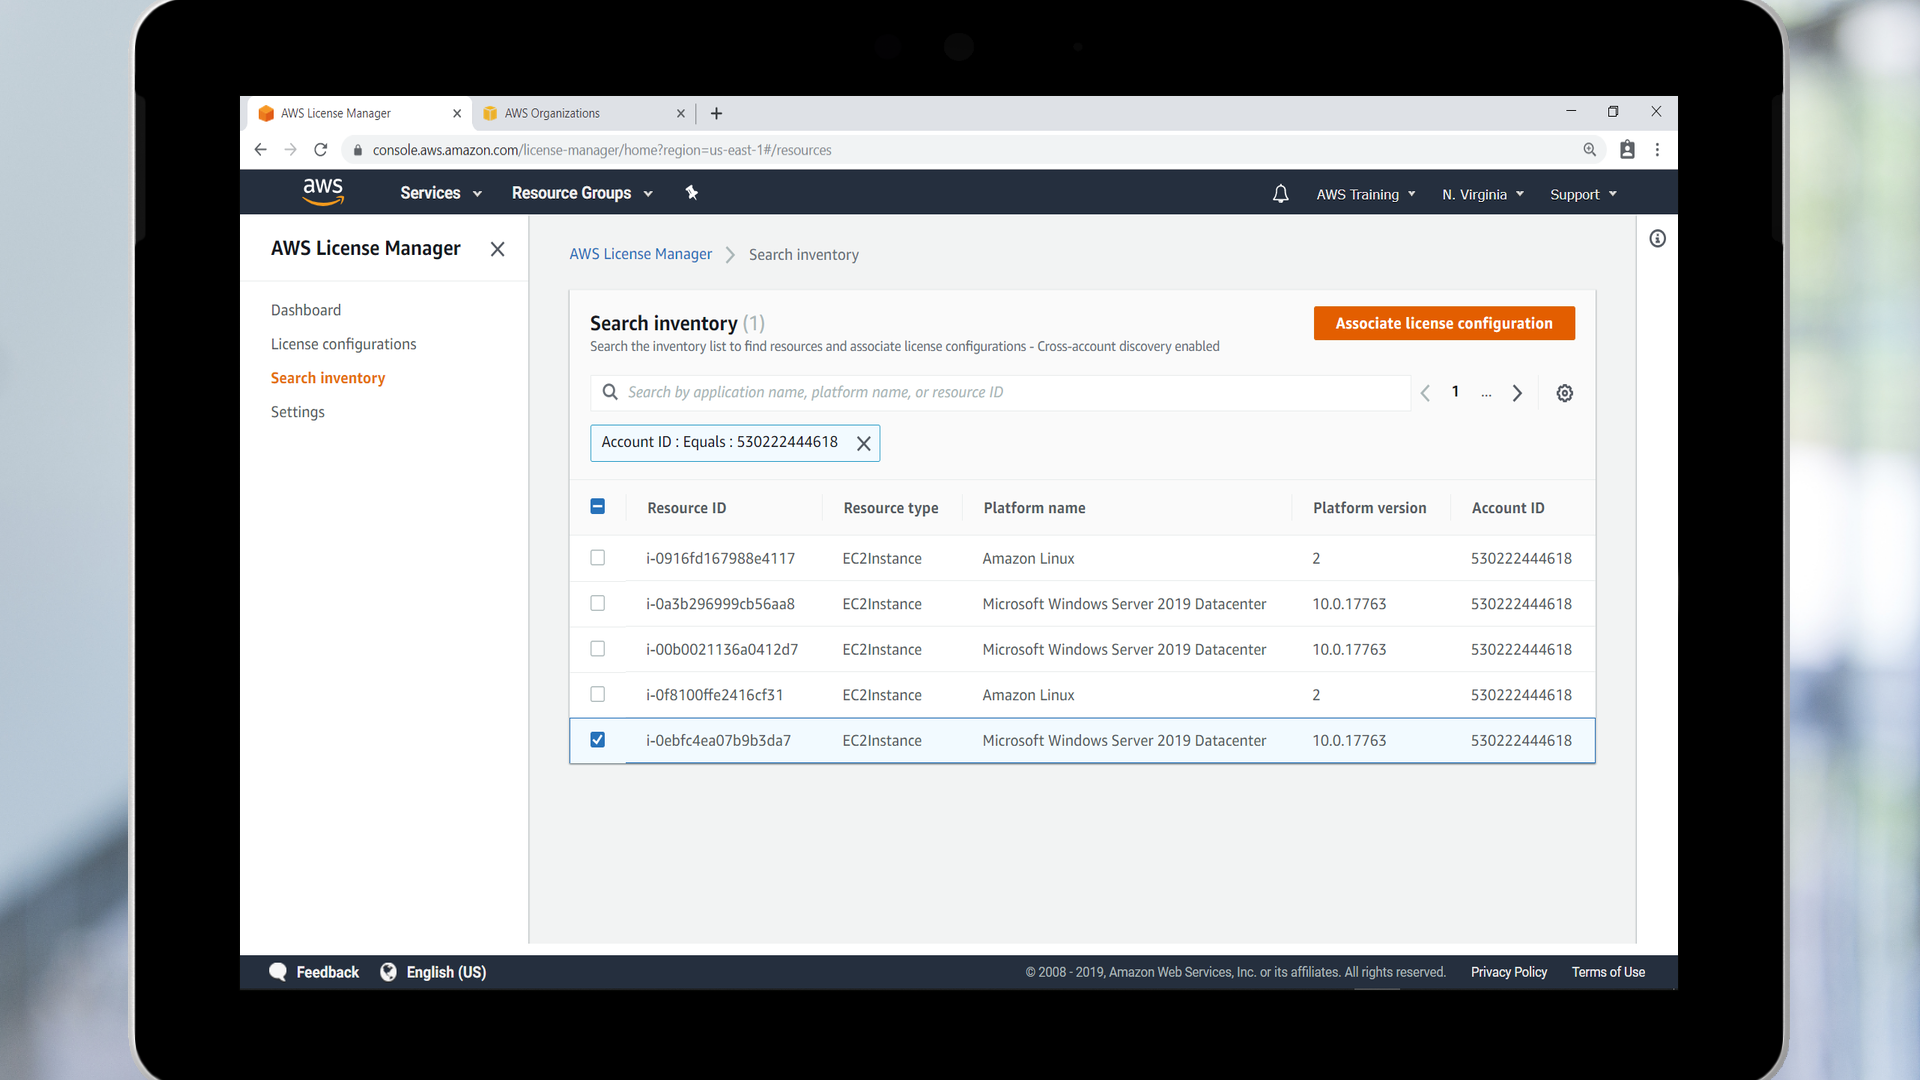 AWS License Manager
AWS Organizations
console.aws.amazon.com/license-manager/home?region=us-east-1#/resources
aws
Services
Resource Groups
AWS Training
N. Virginia
Support
AWS License Manager
Dashboard
License configurations
Search inventory
Settings
AWS License Manager > Search inventory
Search inventory (1)
Associate license configuration
Search the inventory list to find resources and associate license configurations - Cross-account discovery enabled
Search by application name, platform name, or resource ID
1 ...
Account ID : Equals : 530222444618
Resource ID Resource type Platform name Platform version Account ID
i-0916fd167988e4117 EC2Instance Amazon Linux 2 530222444618
i-0a3b296999cb56aa8 EC2Instance Microsoft Windows Server 2019 Datacenter 10.0.17763 530222444618
i-00b0021136a0412d7 EC2Instance Microsoft Windows Server 2019 Datacenter 10.0.17763 530222444618
i-0f8100ffe2416cf31 EC2Instance Amazon Linux 2 530222444618
i-0ebfc4ea07b9b3da7 EC2Instance Microsoft Windows Server 2019 Datacenter 10.0.17763 530222444618
Feedback
English (US)
© 2008 - 2019, Amazon Web Services, Inc. or its affiliates. All rights reserved.
Privacy Policy
Terms of Use